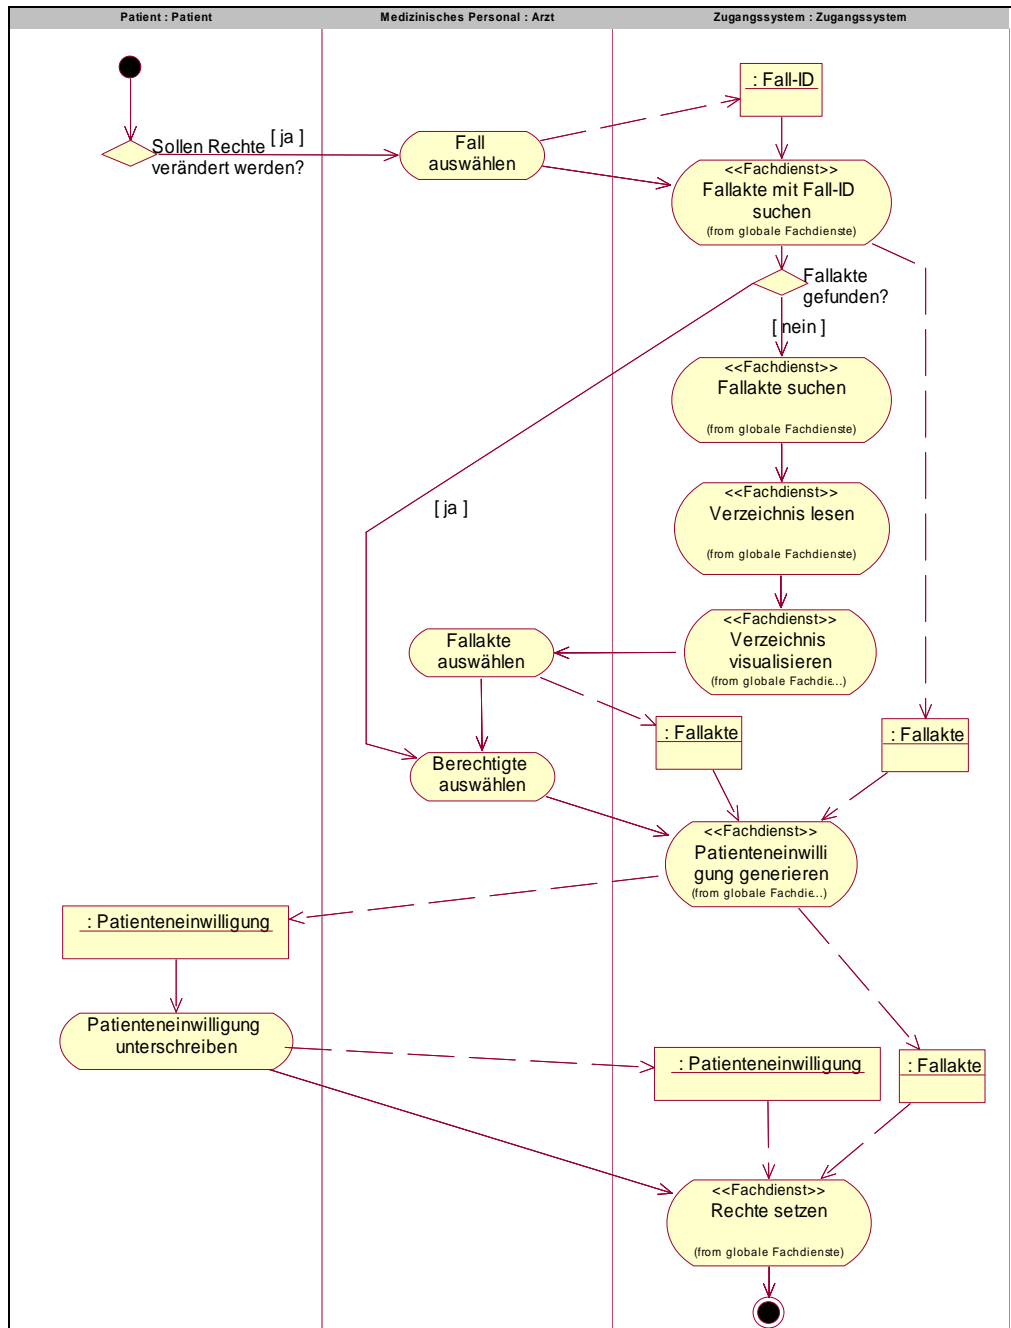 Patient : Patient
Medizinisches Personal : Arzt
Zugangssystem : Zugangssystem
: Fall-ID
Sollen Rechte
verändert werden?
[ ja ]
Fall
auswählen
<<Fachdienst>>
Fallakte mit Fall-ID
suchen
(from globale Fachdienste)
Fallakte
gefunden?
[ nein ]
<<Fachdienst>>
Fallakte suchen
(from globale Fachdienste)
[ ja ]
<<Fachdienst>>
Verzeichnis lesen
(from globale Fachdienste)
<<Fachdienst>>
Verzeichnis
visualisieren
(from globale Fachdie...)
Fallakte
auswählen
: Fallakte
: Fallakte
Berechtigte
auswählen
<<Fachdienst>>
Patienteneinwilli
gung generieren
(from globale Fachdie...)
: Patienteneinwilligung
Patienteneinwilligung
unterschreiben
: Patienteneinwilligung
: Fallakte
<<Fachdienst>>
Rechte setzen
(from globale Fachdienste)